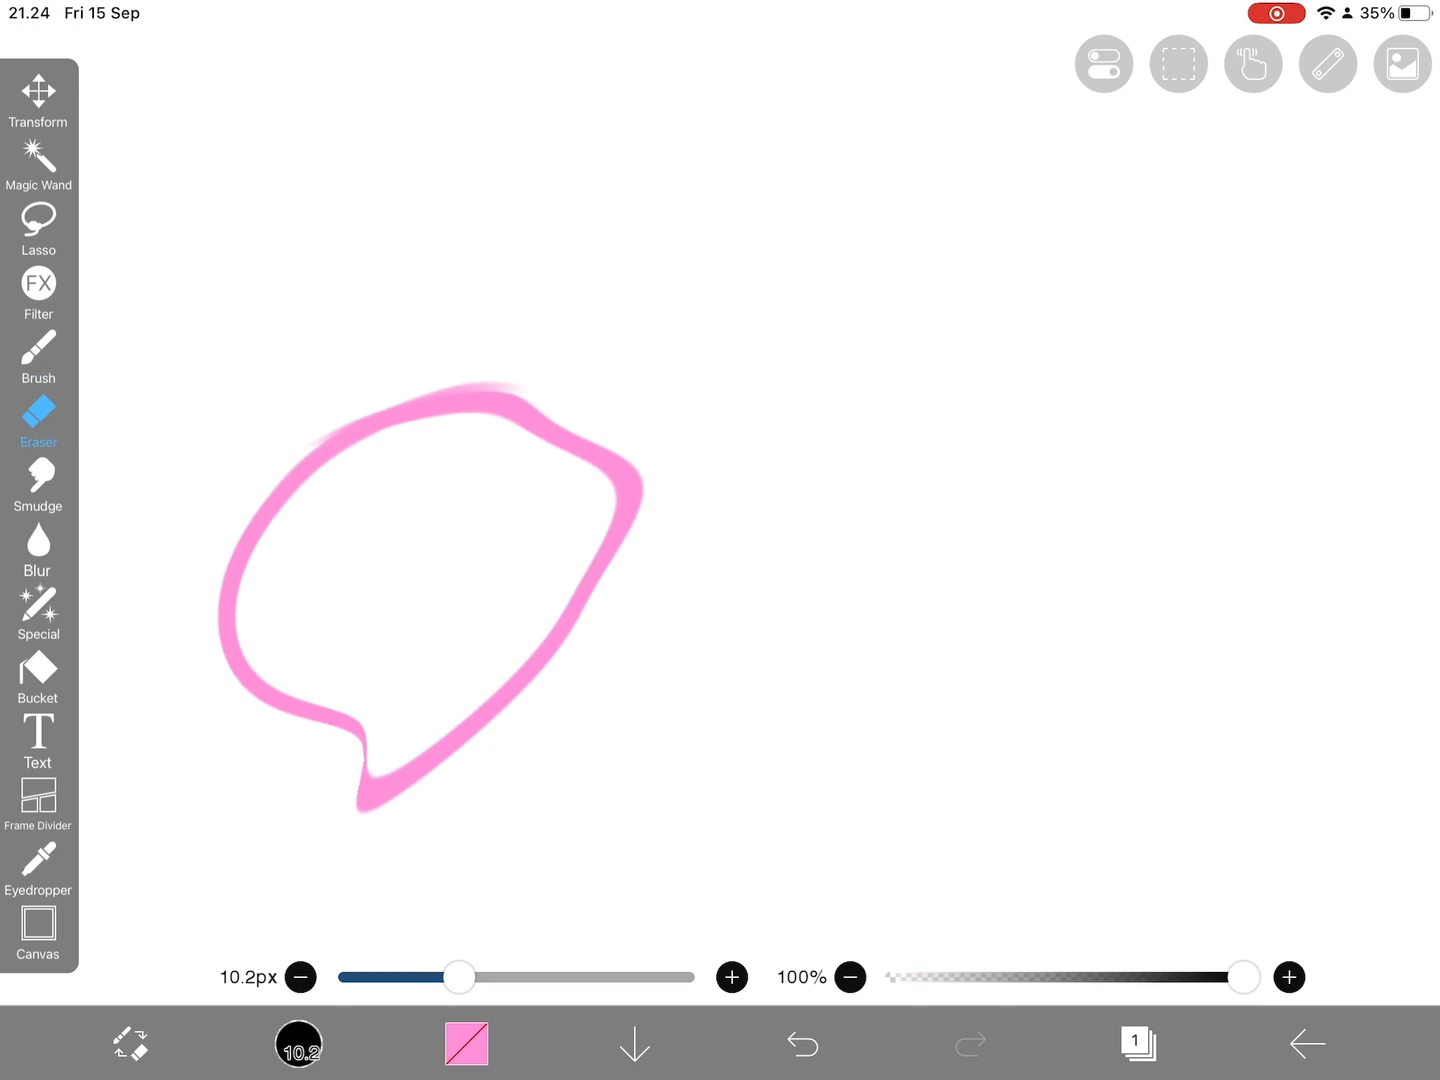 21.24 Fri 15 Sep
35%
Transform
Magic Wand
Lasso
FX
Filter
Brush
Eraser
Smudge
Blur
Special
Bucket
T
Text
Frame Divider
Eyedropper
Canvas
10.2px
100%
10.2
1